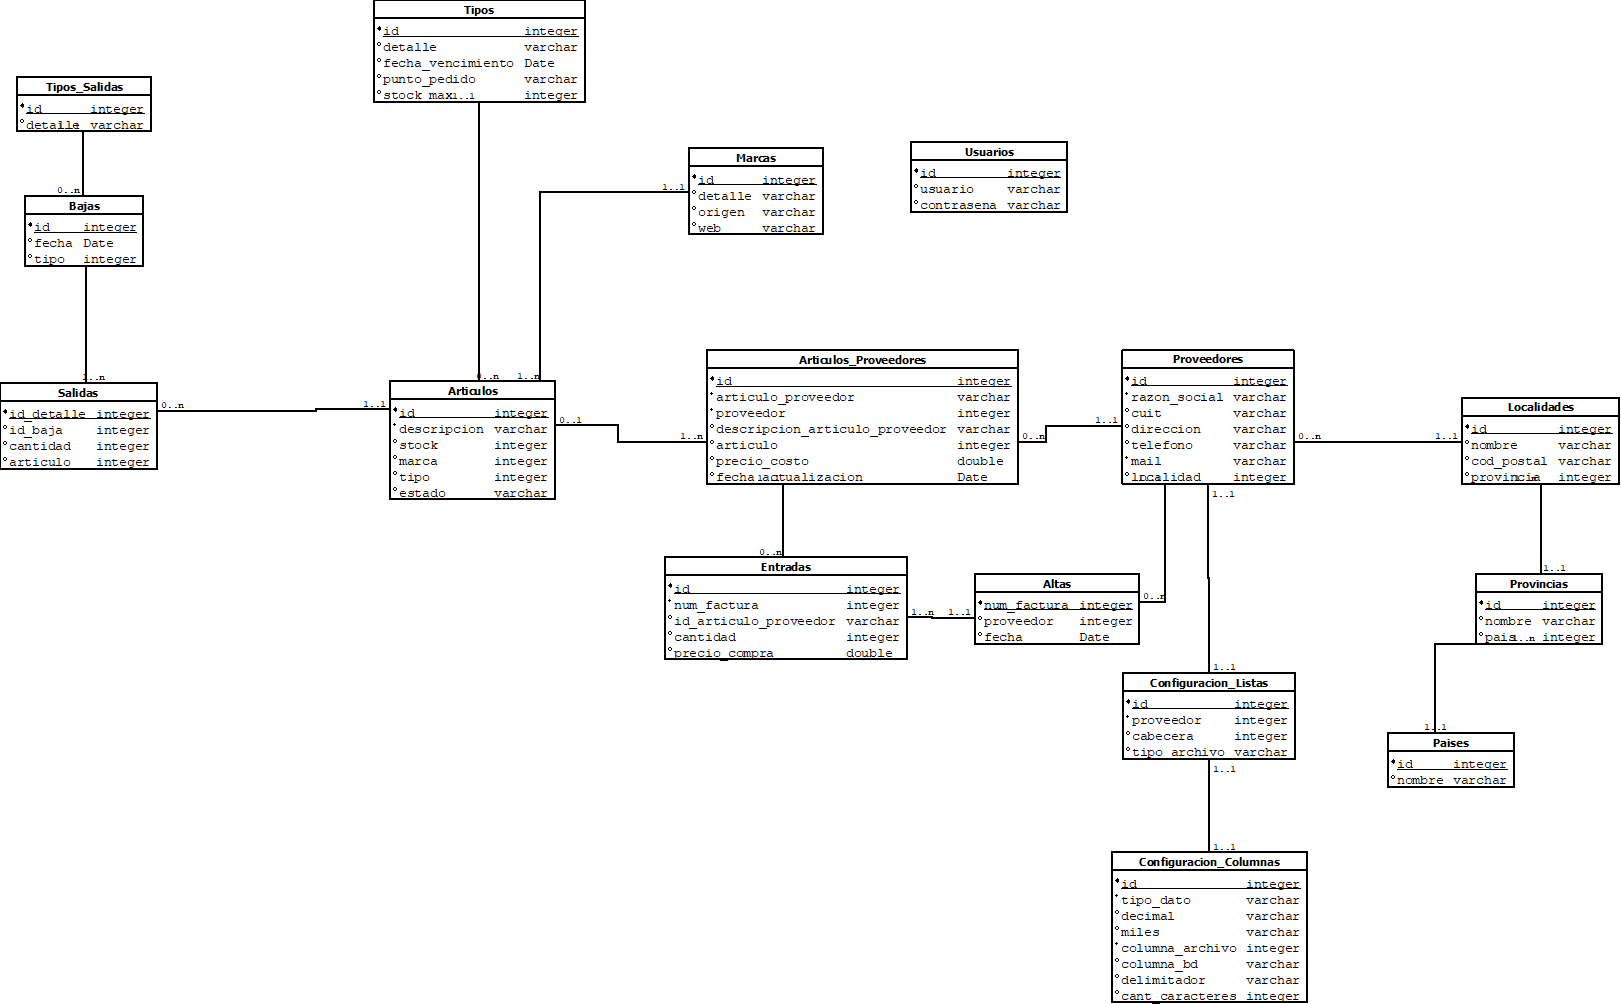 Tipos
id integer
detalle varchar
fecha_vencimiento Date
punto_pedido varchar
stock_max integer
1..1
Tipos_Salidas
id integer
detalle varchar
0..n
Bajas
id integer
fecha Date
tipo integer
1..n
Salidas
id_detalle integer
id_baja integer
cantidad integer
articulo integer
0..n
1..1
Marcas
id integer
detalle varchar
origen varchar
web varchar
1..1
Usuarios
id integer
usuario varchar
contrasena varchar
0..n
1..n
Articulos
id integer
descripcion varchar
stock integer
marca integer
tipo integer
estado varchar
0..1
1..n
Articulos_Proveedores
id integer
articulo_proveedor varchar
proveedor integer
descripcion_articulo_proveedor varchar
articulo integer
precio_costo double
fecha_actualizacion Date
0..n
1..1
Proveedores
id integer
razon_social varchar
cuit varchar
direccion varchar
telefono varchar
mail varchar
localidad integer
1..1
0..n
1..1
Localidades
id integer
nombre varchar
cod_postal varchar
provincia integer
0..n
Entradas
id integer
num_factura integer
id_articulo_proveedor varchar
cantidad integer
precio_compra double
1..n
1..1
Altas
num_factura integer
proveedor integer
fecha Date
0..n
1..1
Provincias
id integer
nombre varchar
pais integer
1..n
1..1
Configuracion_Listas
id integer
proveedor integer
cabecera integer
tipo_archivo varchar
1..1
1..1
Paises
id integer
nombre varchar
1..1
Configuracion_Columnas
id integer
tipo_dato varchar
decimal varchar
miles varchar
columna_archivo integer
columna_bd varchar
delimitador varchar
cant_caracteres integer